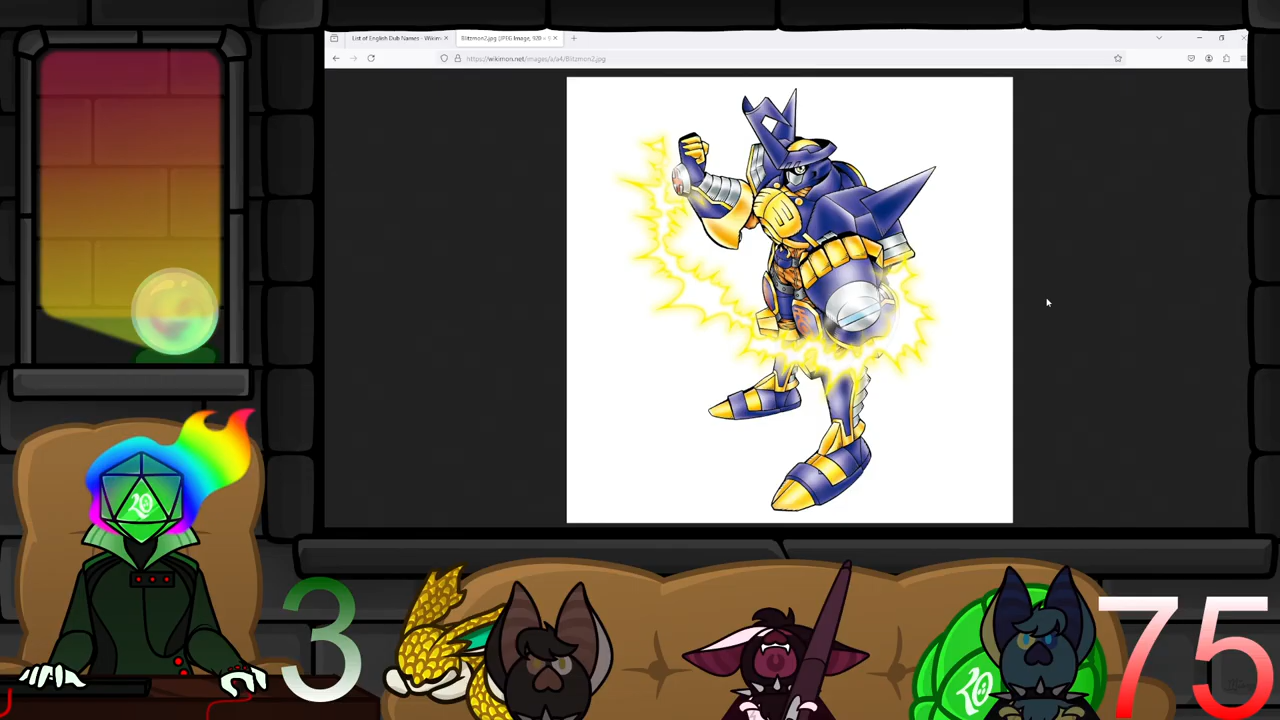 List of English Dub Names - Wikim
Blitzmon2.jpg (JPEG Image, 920 ×
https://wikimon.net/images/a/a4/Blitzmon2.jpg
20
3
20
75